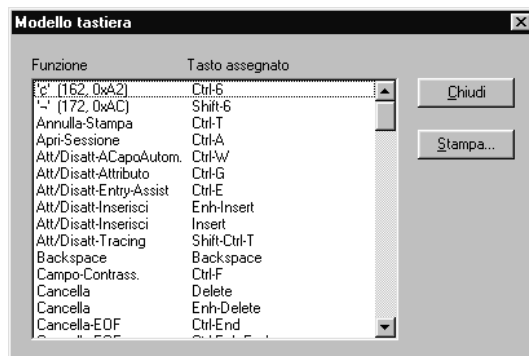 Modello tastiera
Funzione Tasto assegnato
'¢' (162, 0xA2) Ctrl-6
'¬' (172, 0xAC) Shift-6
Annulla-Stampa Ctrl-T
Apri-Sessione Ctrl-A
Att/Disatt-ACapoAutom. Ctrl-W
Att/Disatt-Attributo Ctrl-G
Att/Disatt-Entry-Assist Ctrl-E
Att/Disatt-Inserisci Enh-Insert
Att/Disatt-Inserisci Insert
Att/Disatt-Tracing Shift-Ctrl-T
Backspace Backspace
Campo-Contrass. Ctrl-F
Cancella Delete
Cancella Enh-Delete
Cancella-EOF Ctrl-End
Chiudi
Stampa...